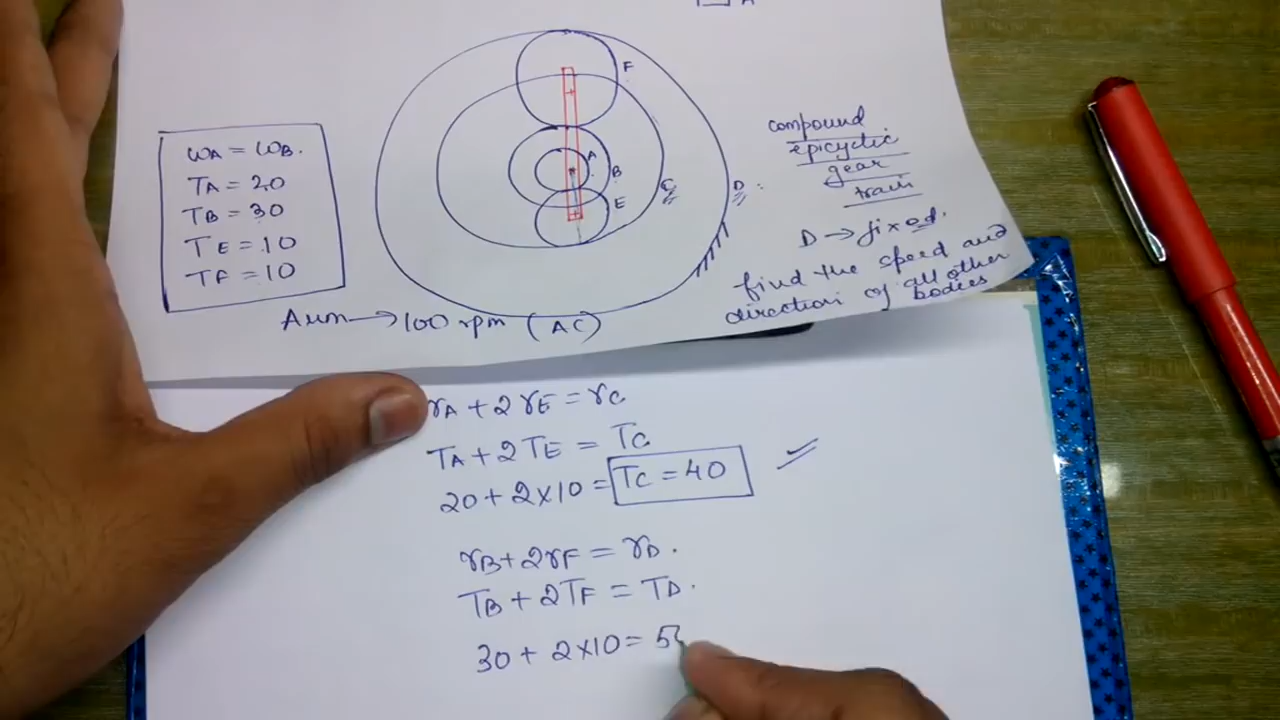 A
F
A
B
E
C
D
ωA = ωB.
TA = 20
TB = 30
TE = 10
TF = 10
compound
epicyclic
gear
train
D → fixed.
find the speed and
direction of all other
bodies
Arm → 100 rpm (AC)
rA + 2rE = rC
TA + 2TE = TC
20 + 2×10 = TC = 40
rB + 2rF = rD.
TB + 2TF = TD.
30 + 2×10 = 5